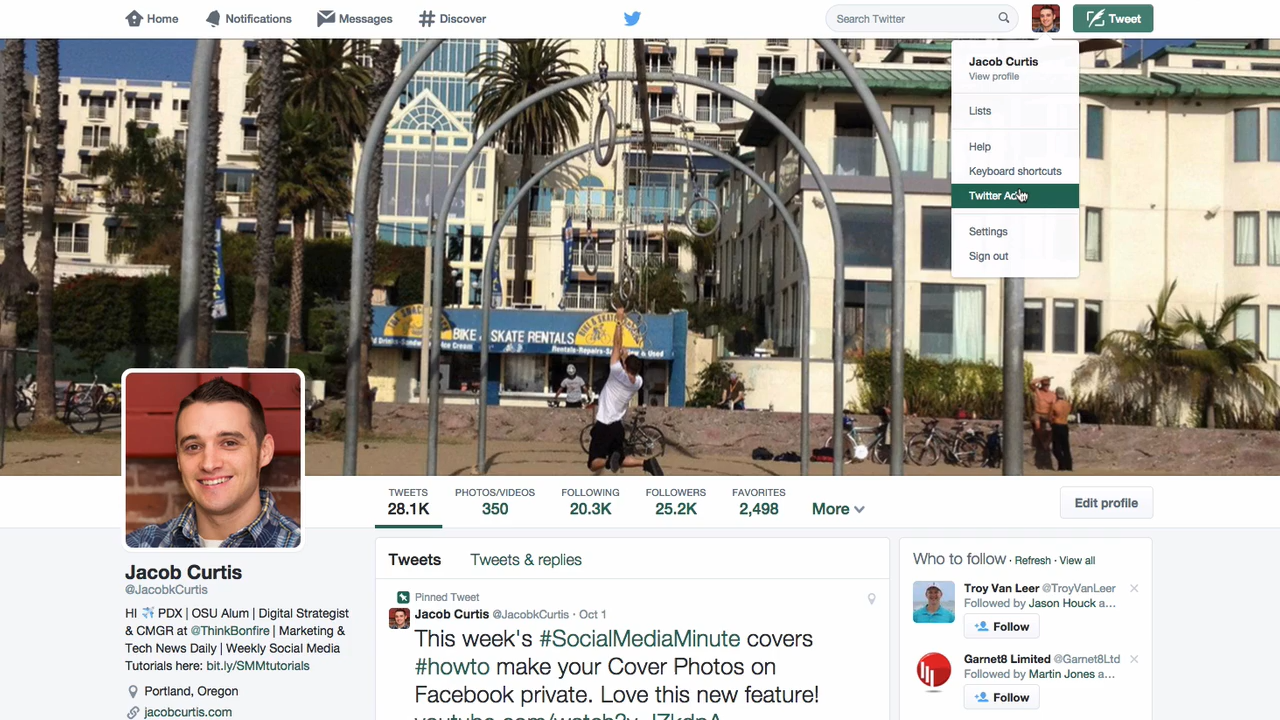 Home
Notifications
Messages
Discover
Search Twitter
Tweet
Jacob Curtis
View profile
Lists
Help
Keyboard shortcuts
Twitter
Settings
Sign out
BIKE & SKATE RENTALS
TWEETS
28.1K
PHOTOS/VIDEOS
350
FOLLOWING
20.3K
FOLLOWERS
25.2K
FAVORITES
2,498
More
Edit profile
Jacob Curtis
@JacobkCurtis
HI ✈ PDX | OSU Alum | Digital Strategist
& CMGR at @ThinkBonfire | Marketing &
Tech News Daily | Weekly Social Media
Tutorials here: bit.ly/SMMtutorials
Portland, Oregon
jacobcurtis.com
Tweets
Tweets & replies
Pinned Tweet
Jacob Curtis @JacobkCurtis · Oct 1
This week's #SocialMediaMinute covers
#howto make your Cover Photos on
Facebook private. Love this new feature!
Who to follow · Refresh · View all
Troy Van Leer @TroyVanLeer
Followed by Jason Houck a...
Follow
Garnet8 Limited @Garnet8Ltd
Followed by Martin Jones a...
Follow